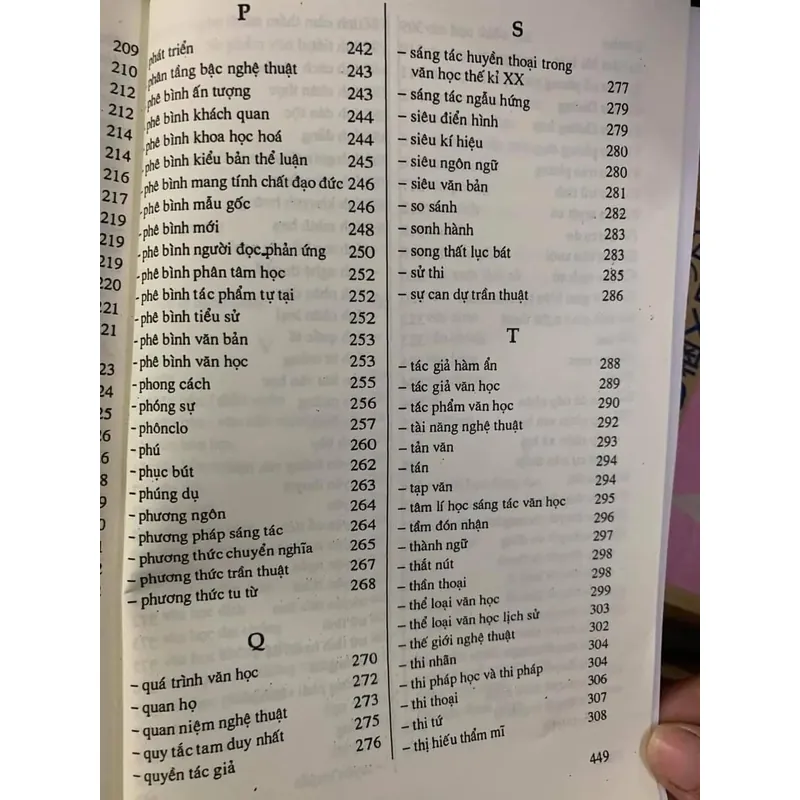 209
210
212
212
214
214
216
217
219
219
219
220
221
21
23
24
25
26
6
8
9
0
1
2
2
P
phát triển 242
phân tầng bậc nghệ thuật 243
phê bình ấn tượng 243
-phê bình khách quan 244
-phê bình khoa học hoá 244
-phê bình kiểu bản thể luận 245
-phê bình mang tính chất đạo đức 246
-phê bình mẫu gốc 246
-phê bình mới 248
-phê bình người đọc phản ứng 250
-phê bình phân tâm học 252
-phê bình tác phẩm tự tại 252
-phê bình tiểu sử 252
-phê bình văn bản 253
-phê bình văn học 253
-phong cách 255
-phóng sự 256
-phônclo 257
-phú 260
-phục bút 262
-phúng dụ 263
- phương ngôn 264
- phương pháp sáng tác 264
- phương thức chuyển nghĩa 265
- phương thức trần thuật 267
- phương thức tu từ 268
Q
- quá trình văn học 270
- quan họ 272
- quan niệm nghệ thuật 273
- quy tắc tam duy nhất 275
- quyền tác giả 276
S
– sáng tác huyền thoại trong
văn học thế kỉ XX 277
– sáng tác ngẫu hứng 279
– siêu điển hình 279
– siêu kí hiệu 280
– siêu ngôn ngữ 280
– siêu văn bản 281
– so sánh 282
– sonh hành 283
– song thất lục bát 283
– sử thi 285
– sự can dự trần thuật 286
T
– tác giả hàm ẩn 288
– tác giả văn học 289
– tác phẩm văn học 290
– tài năng nghệ thuật 292
– tản văn 293
– tán 294
– tạp văn 294
– tâm lí học sáng tác văn học 295
– tầm đón nhận 296
– thành ngữ 297
– thắt nút 298
– thần thoại 298
– thể loại văn học 299
– thể loại văn học lịch sử 303
– thế giới nghệ thuật 302
– thi nhãn 304
– thi pháp học và thi pháp 304
– thi thoại 306
– thi tứ 307
– thị hiếu thẩm mĩ 308
449